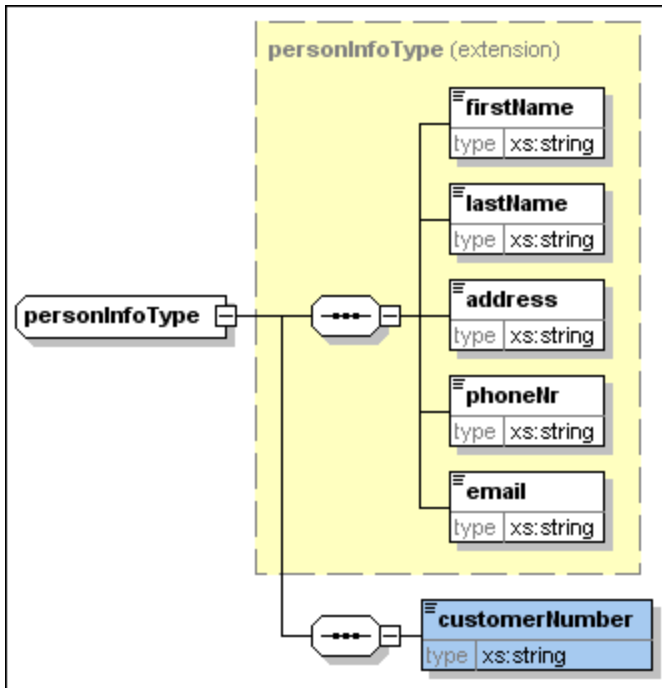 personInfoType (extension)
firstName
type xs:string
lastName
type xs:string
address
type xs:string
personInfoType
phoneNr
type xs:string
email
type xs:string
customerNumber
type xs:string